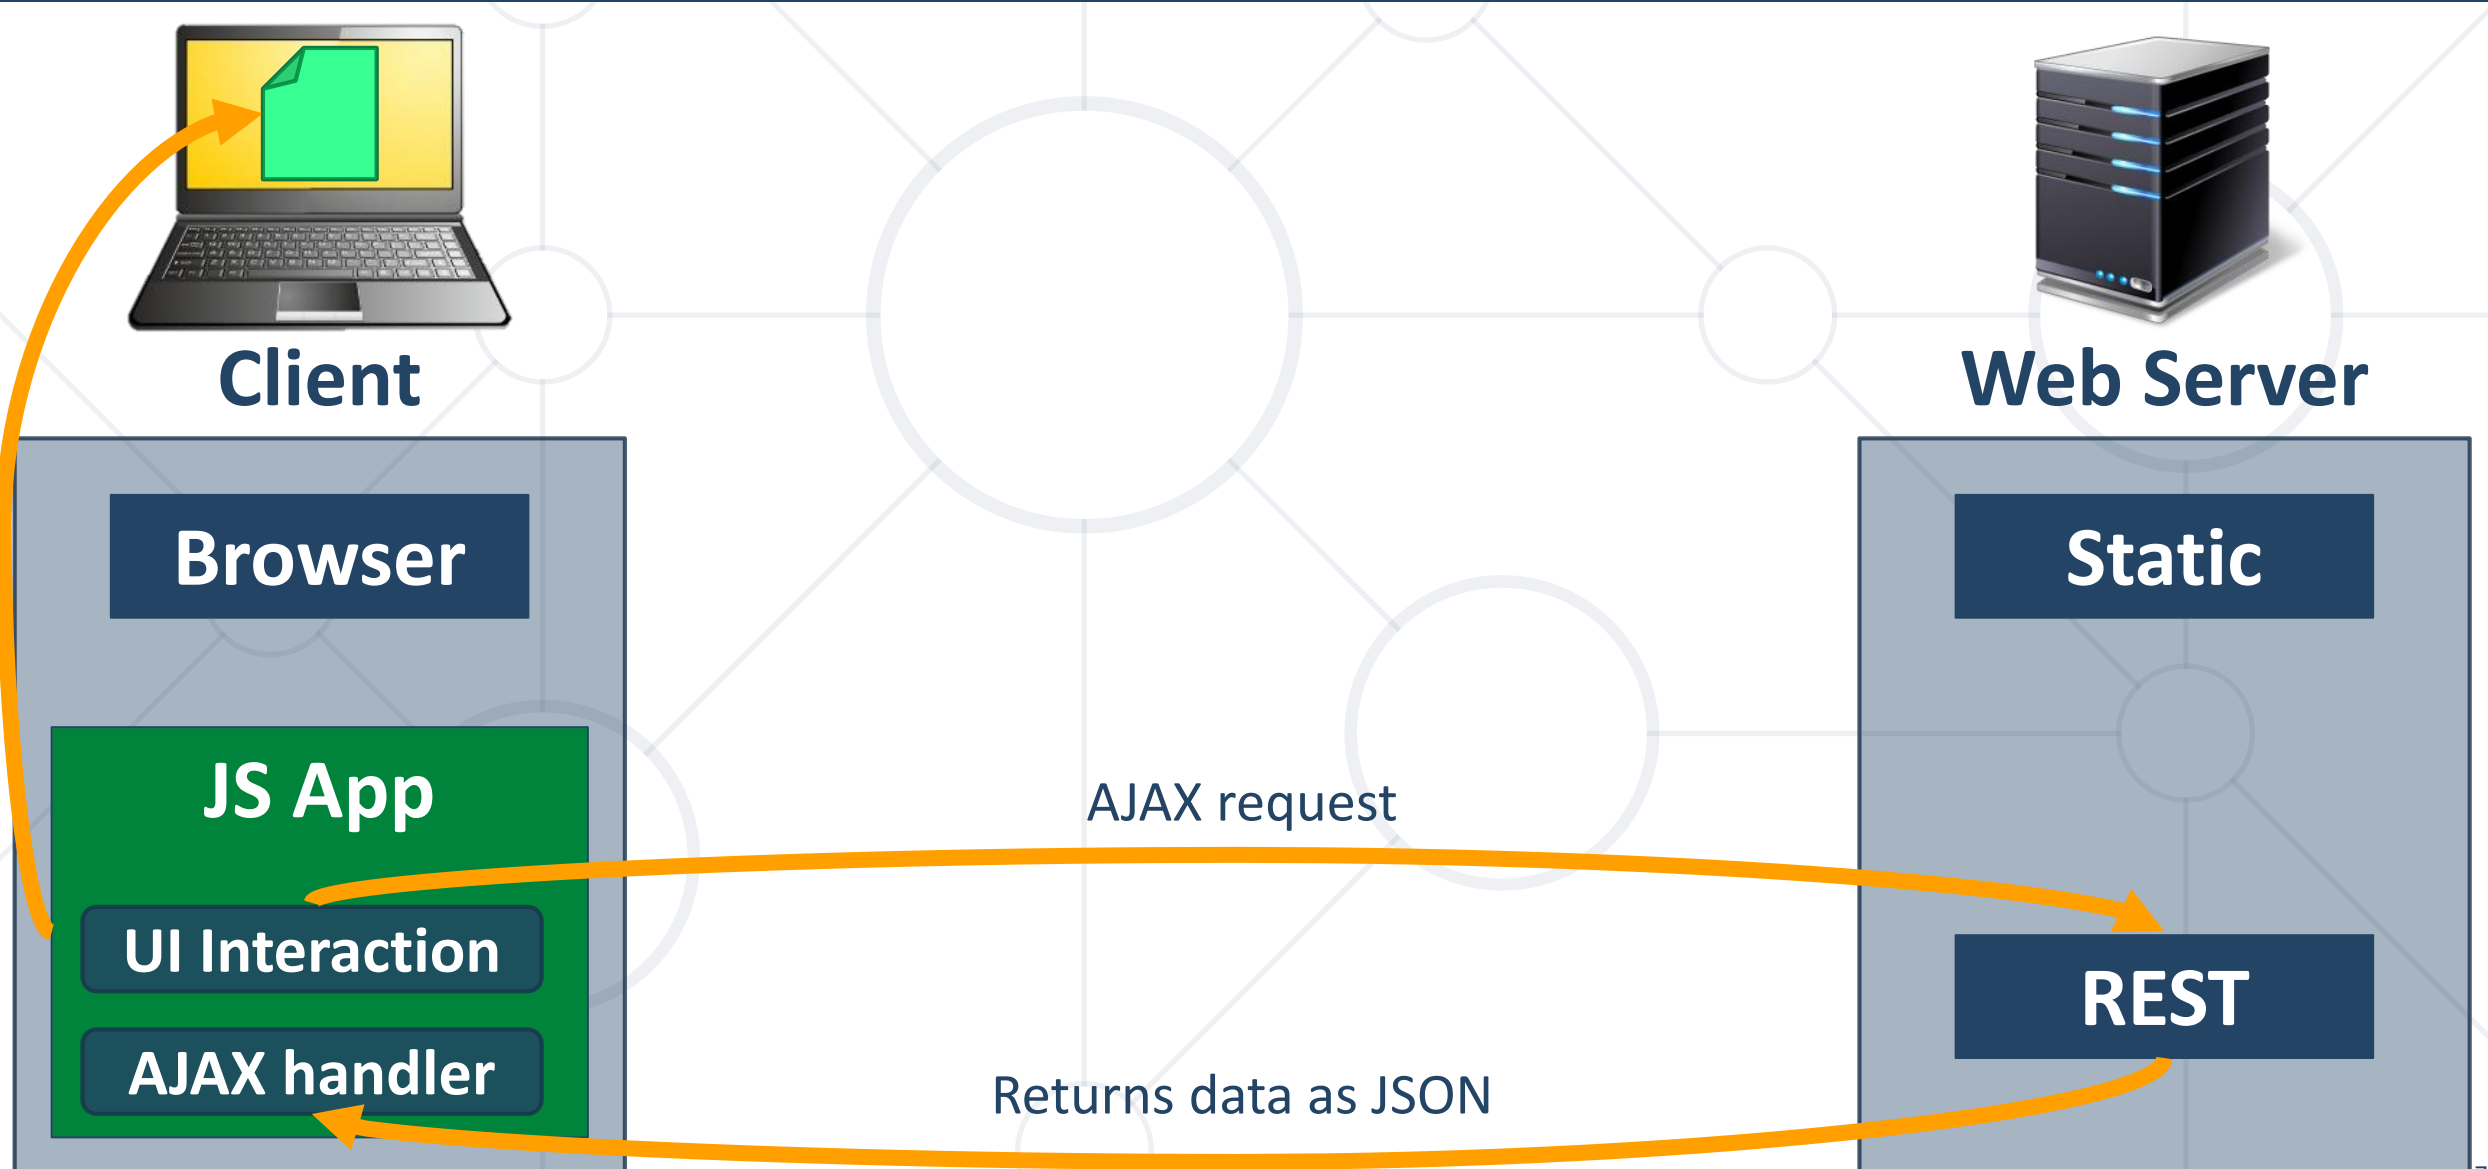 Client
Web Server
Browser
Static
JS App
AJAX request
UI Interaction
REST
AJAX handler
Returns data as JSON